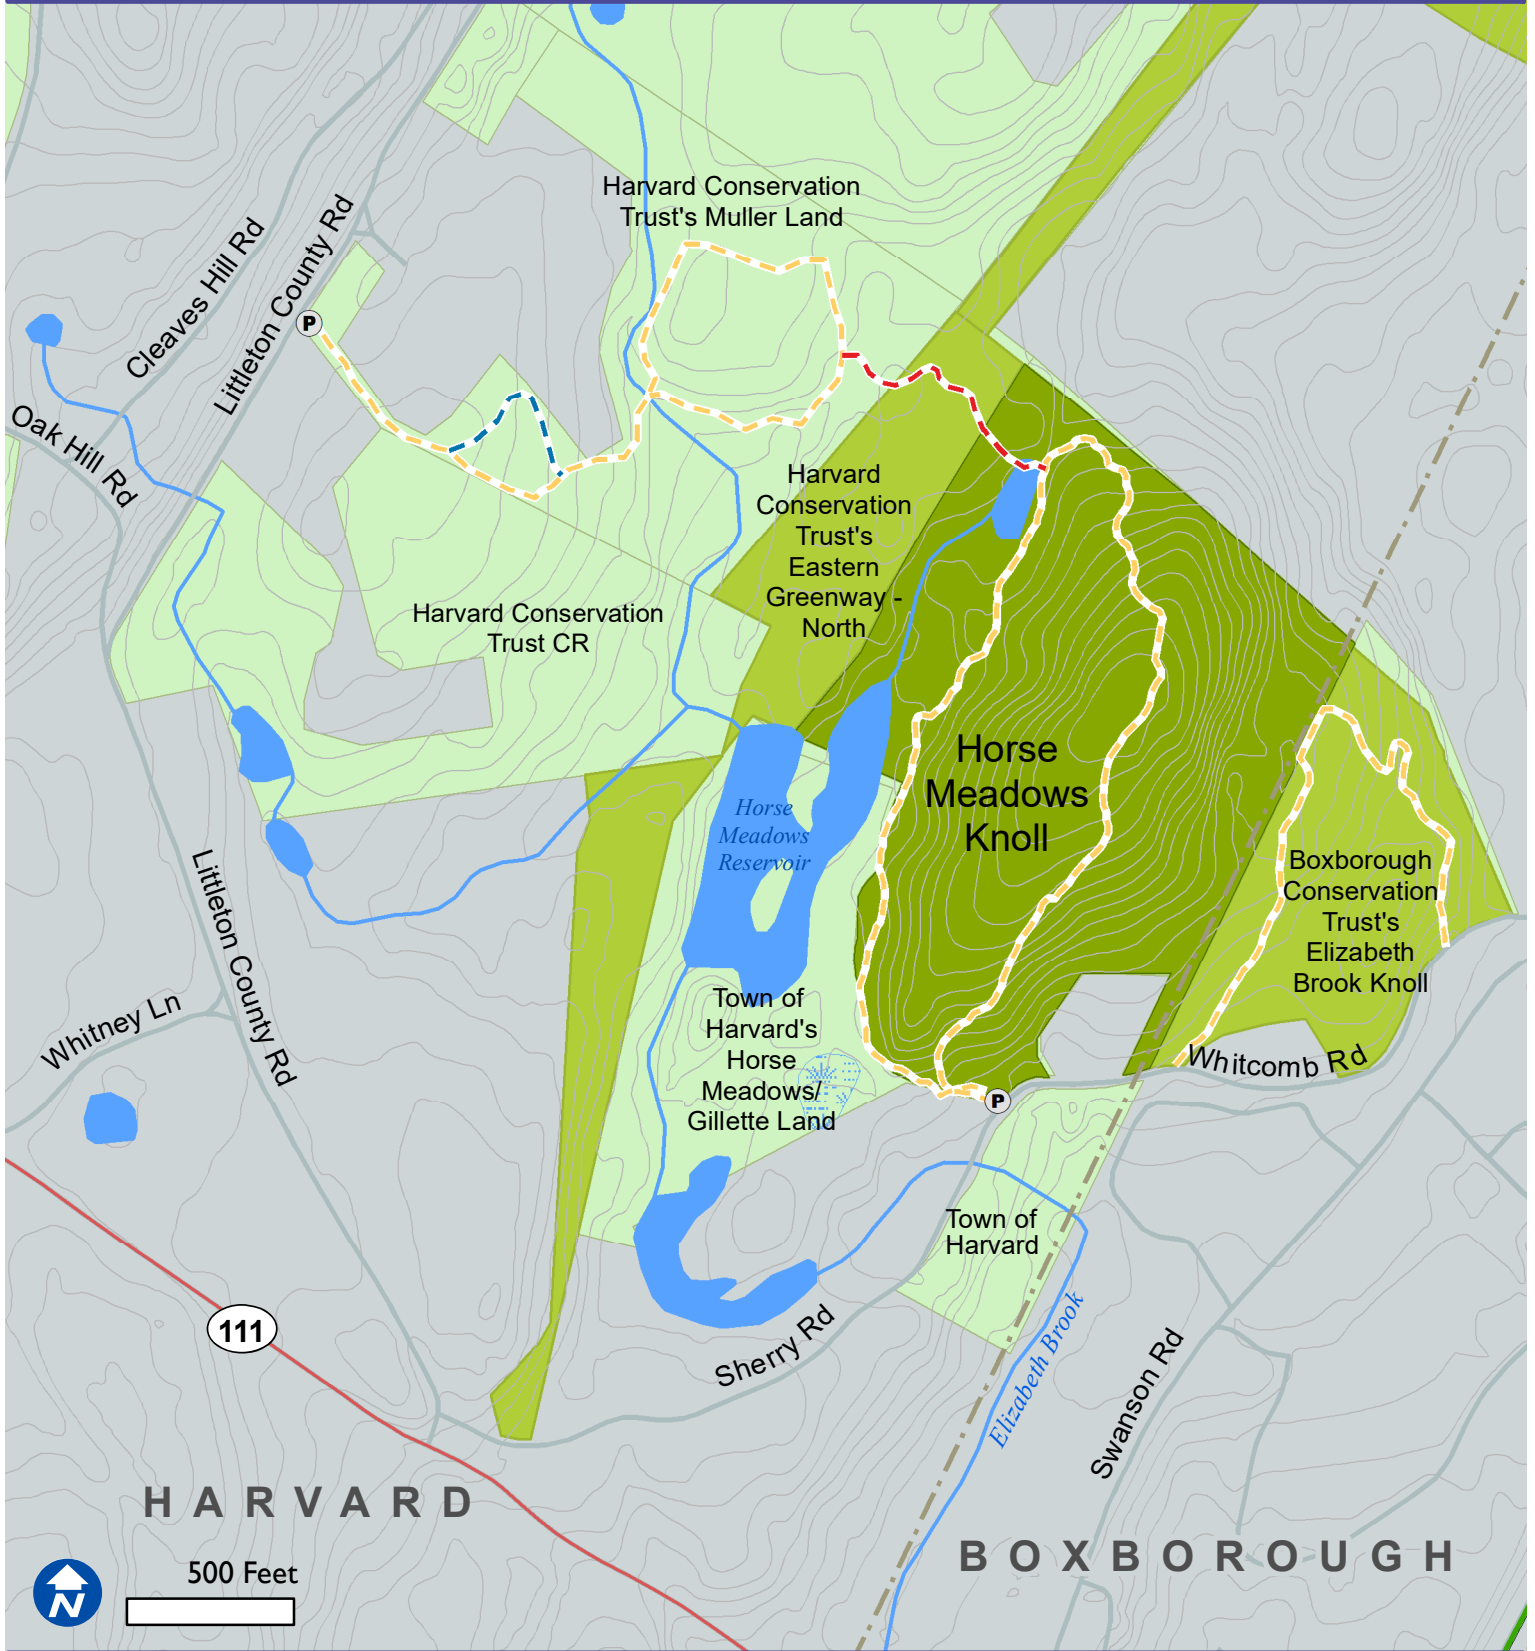 Harvard Conservation
Trust's Muller Land
Cleaves Hill Rd
Littleton County Rd
P
Oak Hill Rd
Harvard
Conservation
Trust's
Eastern
Greenway -
North
Harvard Conservation
Trust CR
Horse
Meadows
Knoll
Horse
Meadows
Reservoir
Boxborough
Conservation
Trust's
Elizabeth
Brook Knoll
Littleton County Rd
Whitney Ln
Town of
Harvard's
Horse
Meadows/
Gillette Land
Whitcomb Rd
P
Town of
Harvard
111
Sherry Rd
Elizabeth Brook
Swanson Rd
HARVARD
BOXBOROUGH
500 Feet
N